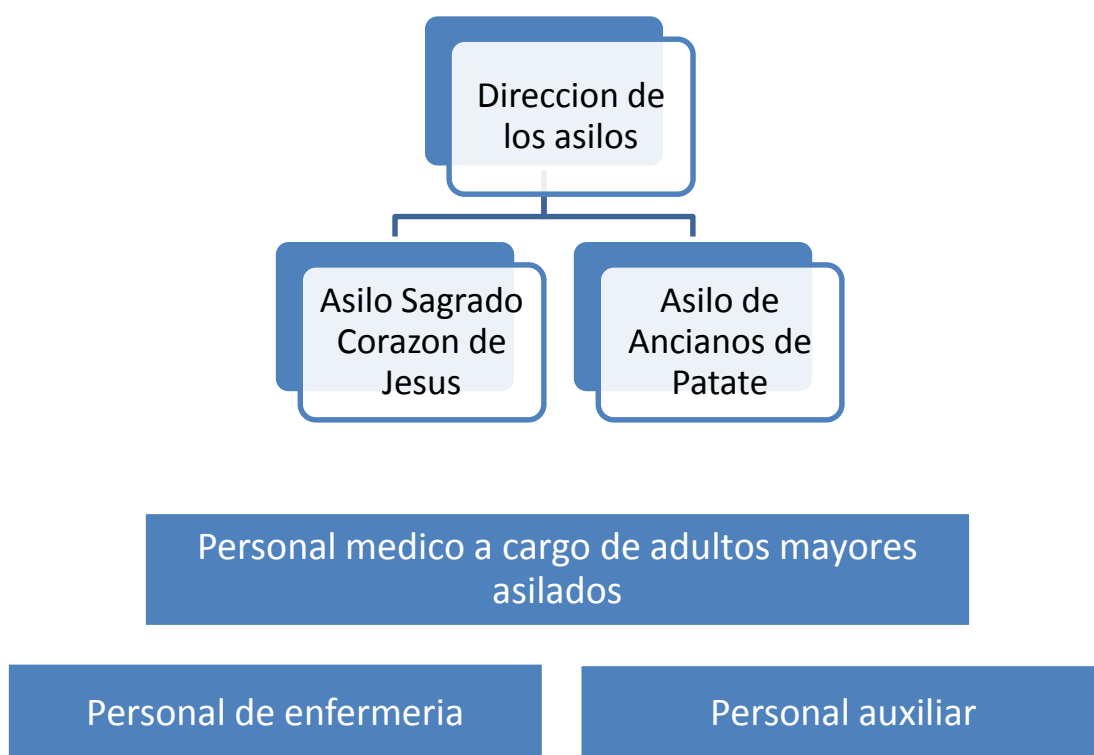 Direccion de
los asilos
Asilo Sagrado
Corazon de
Jesus
Asilo de
Ancianos de
Patate
Personal medico a cargo de adultos mayores
asilados
Personal de enfermeria
Personal auxiliar